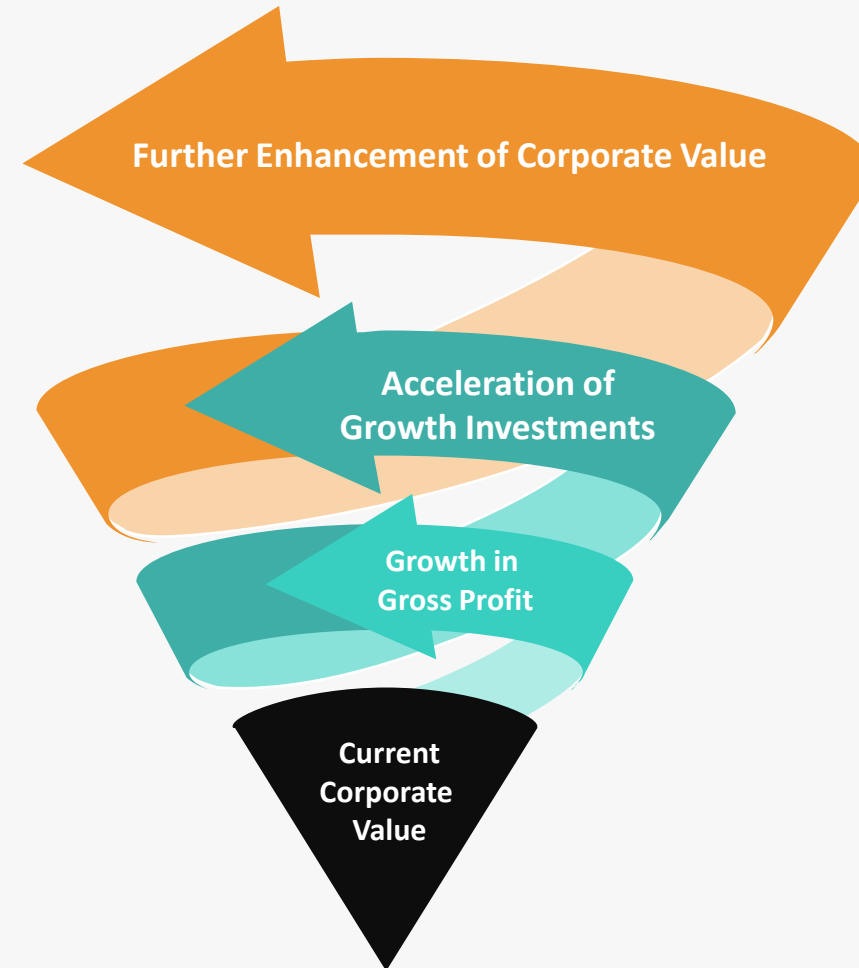 Further Enhancement of Corporate Value
Acceleration of
Growth Investments
Growth in
Gross Profit
Current
Corporate
Value